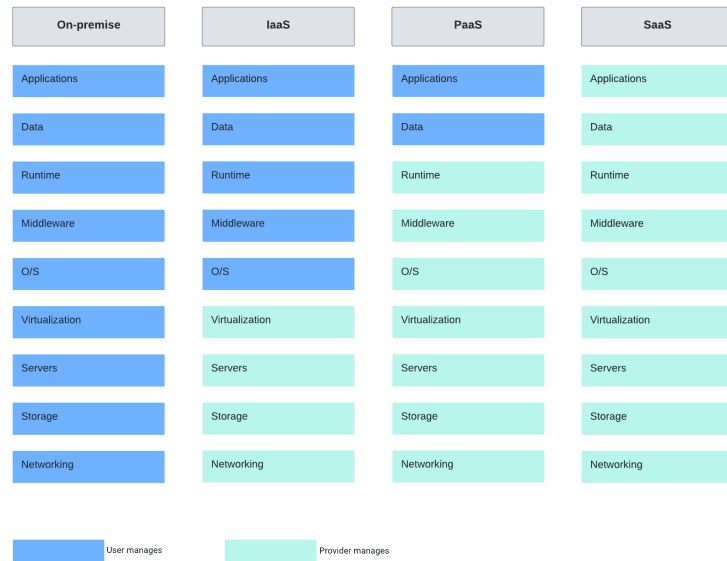 On-premise
IaaS
PaaS
SaaS
Applications
Applications
Applications
Applications
Data
Data
Data
Data
Runtime
Runtime
Runtime
Runtime
Middleware
Middleware
Middleware
Middleware
O/S
O/S
O/S
O/S
Virtualization
Virtualization
Virtualization
Virtualization
Servers
Servers
Servers
Servers
Storage
Storage
Storage
Storage
Networking
Networking
Networking
Networking
User manages
Provider manages